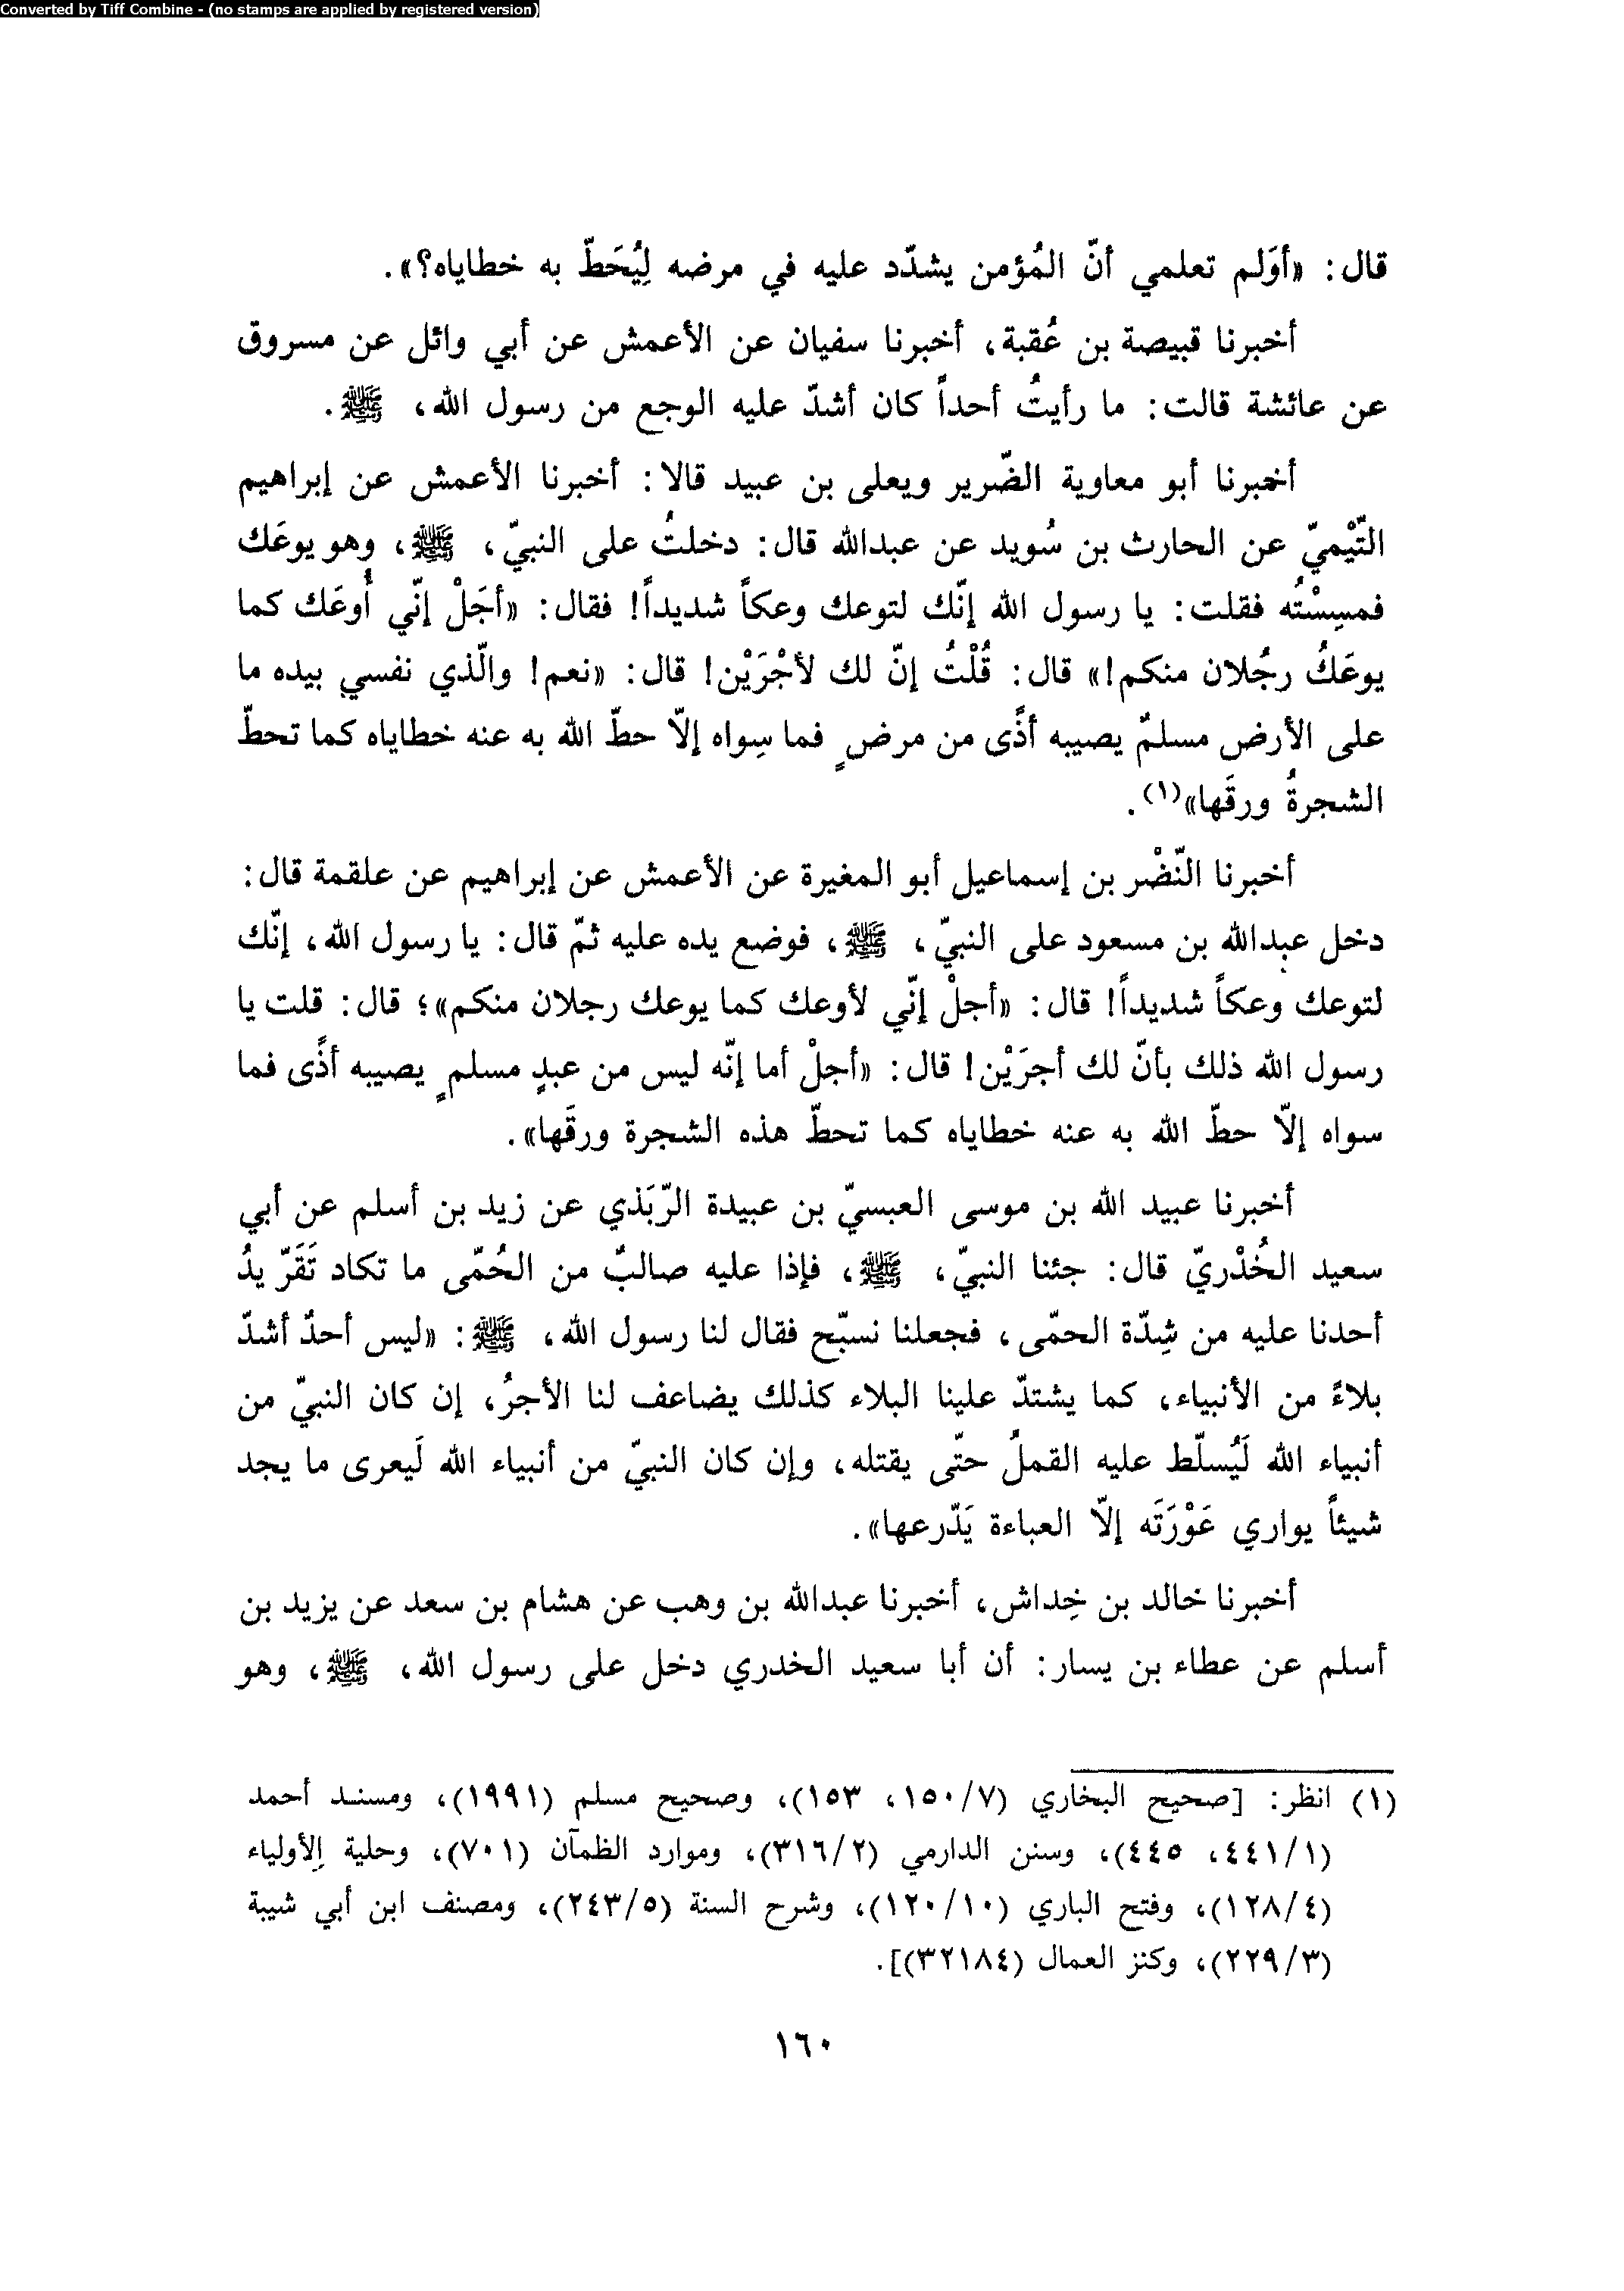 Converted by Tiff Combine - (no stamps are applied by registered version)
قال: «أوَلم تعلمي أنّ المُؤمن يشدّد عليه في مرضه لِيُحَطّ به خطاياه؟».
أخبرنا قبيصة بن عُقبة، أخبرنا سفيان عن الأعمش عن أبي وائل عن مسروق
عن عائشة قالت: ما رأيتُ أحداً كان أشدّ عليه الوجع من رسول الله، ﷺ.
أخبرنا أبو معاوية الضّرير ويعلى بن عبيد قالا: أخبرنا الأعمش عن إبراهيم
التّيْميّ عن الحارث بن سُويد عن عبدالله قال: دخلتُ على النبيّ، ﷺ، وهو يوعَك
فمسِسْتُه فقلت: يا رسول الله إنّك لتوعك وعكاً شديداً! فقال: «أجَلْ إنّي أُوعَك كما
يوعَكُ رجُلان منكم!» قال: قُلْتُ إنّ لك لأجْرَيْن! قال: «نعم! والّذي نفسي بيده ما
على الأرض مسلمٌ يصيبه أذًى من مرضٍ فما سِواه إلاّ حطّ الله به عنه خطاياه كما تحطّ
الشجرةُ ورقَها»(١).
أخبرنا النّضْر بن إسماعيل أبو المغيرة عن الأعمش عن إبراهيم عن علقمة قال:
دخل عبدالله بن مسعود على النبيّ، ﷺ، فوضع يده عليه ثمّ قال: يا رسول الله، إنّك
لتوعك وعكاً شديداً! قال: «أجلْ إنّي لأوعك كما يوعك رجلان منكم»؛ قال: قلت يا
رسول الله ذلك بأنّ لك أجرَيْن! قال: «أجلْ أما إنّه ليس من عبدٍ مسلمٍ يصيبه أذًى فما
سواه إلاّ حطّ الله به عنه خطاياه كما تحطّ هذه الشجرة ورقَها».
أخبرنا عبيد الله بن موسى العبسيّ بن عبيدة الرّبَذي عن زيد بن أسلم عن أبي
سعيد الخُدْريّ قال: جئنا النبيّ، ﷺ، فإذا عليه صالبٌ من الحُمّى ما تكاد تَقَرّ يدُ
أحدنا عليه من شِدّة الحمّى، فجعلنا نسبّح فقال لنا رسول الله، ﷺ: «ليس أحدٌ أشدّ
بلاءً من الأنبياء، كما يشتدّ علينا البلاء كذلك يضاعف لنا الأجرُ، إن كان النبيّ من
أنبياء الله لَيُسلّط عليه القملُ حتّى يقتله، وإن كان النبيّ من أنبياء الله لَيعرى ما يجد
شيئاً يواري عَوْرَتَه إلاّ العباءة يَدّرعها».
أخبرنا خالد بن خِداش، أخبرنا عبدالله بن وهب عن هشام بن سعد عن يزيد بن
أسلم عن عطاء بن يسار: أن أبا سعيد الخدري دخل على رسول الله، ﷺ، وهو
(١) انظر: [صحيح البخاري (٧/١٥٠، ١٥٣)، وصحيح مسلم (١٩٩١)، ومسند أحمد
(١/٤٤١، ٤٤٥)، وسنن الدارمي (٢/٣١٦)، وموارد الظمآن (٧٠١)، وحلية الأولياء
(٤/١٢٨)، وفتح الباري (١٠/١٢٠)، وشرح السنة (٥/٢٤٣)، ومصنف ابن أبي شيبة
(٣/٢٢٩)، وكنز العمال (٣٢١٨٤)].
١٦٠